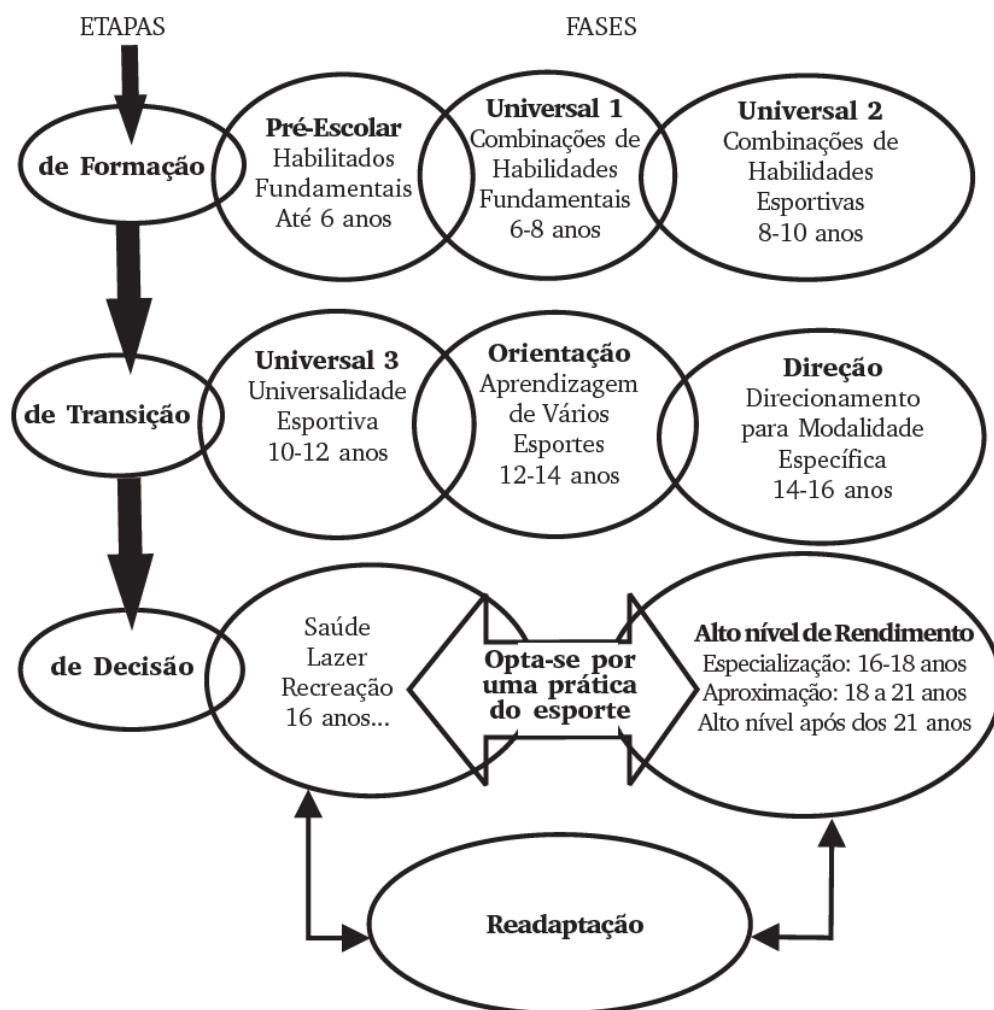 ETAPAS
FASES
de Formação
Pré-Escolar
Habilitados
Fundamentais
Até 6 anos
Universal 1
Combinações de
Habilidades
Fundamentais
6-8 anos
Universal 2
Combinações de
Habilidades
Esportivas
8-10 anos
de Transição
Universal 3
Universalidade
Esportiva
10-12 anos
Orientação
Aprendizagem
de Vários
Esportes
12-14 anos
Direção
Direcionamento
para Modalidade
Específica
14-16 anos
de Decisão
Saúde
Lazer
Recreação
16 anos...
Opta-se por
uma prática
do esporte
Alto nível de Rendimento
Especialização: 16-18 anos
Aproximação: 18 a 21 anos
Alto nível após dos 21 anos
Readaptação